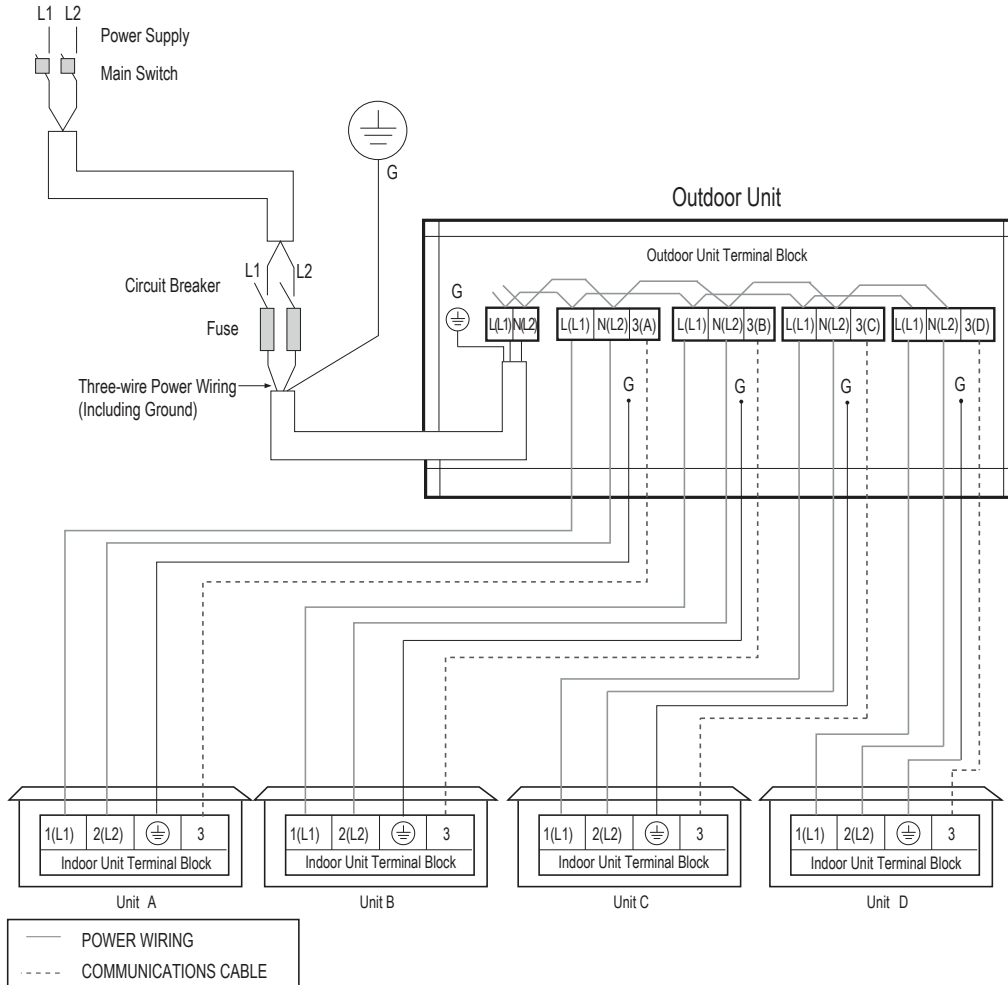 L1 L2
Power Supply
Main Switch
G
Outdoor Unit
Outdoor Unit Terminal Block
L1 L2
Circuit Breaker
Fuse
Three-wire Power Wiring
(Including Ground)
G
L(L1) N(L2) L(L1) N(L2) 3(A) L(L1) N(L2) 3(B) L(L1) N(L2) 3(C) L(L1) N(L2) 3(D)
G G G G
1(L1) 2(L2) 3
Indoor Unit Terminal Block
Unit A
1(L1) 2(L2) 3
Indoor Unit Terminal Block
Unit B
1(L1) 2(L2) 3
Indoor Unit Terminal Block
Unit C
1(L1) 2(L2) 3
Indoor Unit Terminal Block
Unit D
POWER WIRING
COMMUNICATIONS CABLE